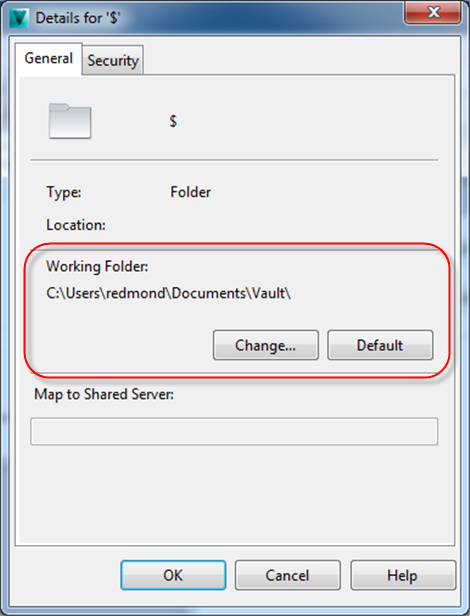 Details for '$'
General Security
$
Type: Folder
Location:
Working Folder:
C:\Users\redmond\Documents\Vault\
Change... Default
Map to Shared Server:
OK Cancel Help